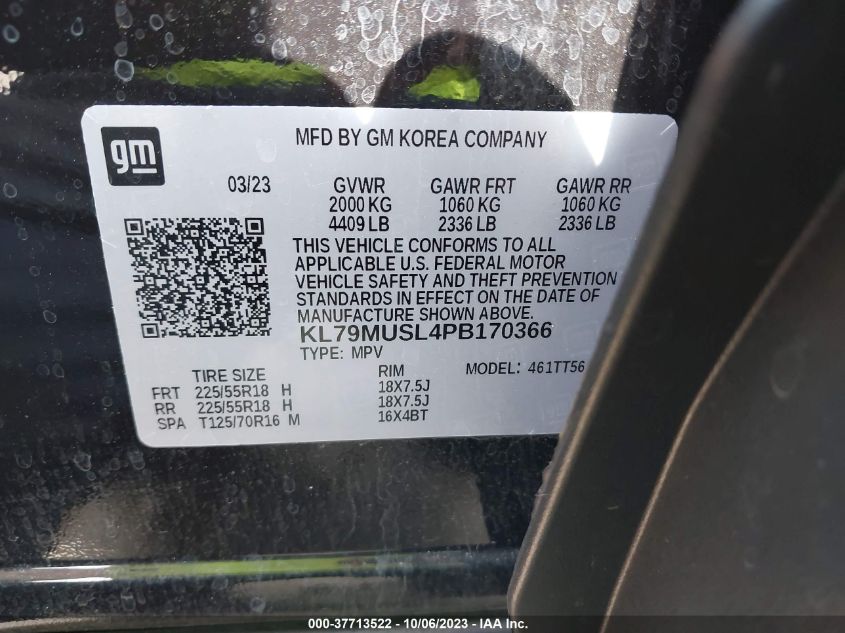 gm
MFD BY GM KOREA COMPANY
03/23 GVWR GAWR FRT GAWR RR
2000 KG 1060 KG 1060 KG
4409 LB 2336 LB 2336 LB
THIS VEHICLE CONFORMS TO ALL
APPLICABLE U.S. FEDERAL MOTOR
VEHICLE SAFETY AND THEFT PREVENTION
STANDARDS IN EFFECT ON THE DATE OF
MANUFACTURE SHOWN ABOVE.
KL79MUSL4PB170366
TYPE: MPV MODEL: 461TT56
TIRE SIZE RIM
FRT 225/55R18 H 18X7.5J
RR 225/55R18 H 18X7.5J
SPA T125/70R16 M 16X4BT
000-37713522 - 10/06/2023 - IAA Inc.